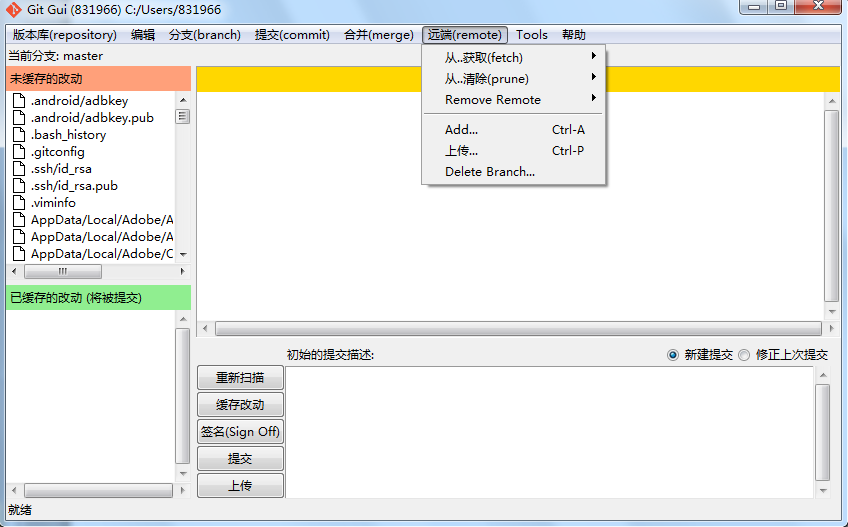 Git Gui (831966) C:/Users/831966
版本库(repository) 编辑 分支(branch) 提交(commit) 合并(merge) 远端(remote) Tools 帮助
当前分支: master
未缓存的改动
.android/adbkey
.android/adbkey.pub
.bash_history
.gitconfig
.ssh/id_rsa
.ssh/id_rsa.pub
.viminfo
AppData/Local/Adobe/A
AppData/Local/Adobe/A
AppData/Local/Adobe/C
从..获取(fetch)
从..清除(prune)
Remove Remote
Add... Ctrl-A
上传... Ctrl-P
Delete Branch...
已缓存的改动 (将被提交)
初始的提交描述: 新建提交 修正上次提交
重新扫描
缓存改动
签名(Sign Off)
提交
上传
就绪